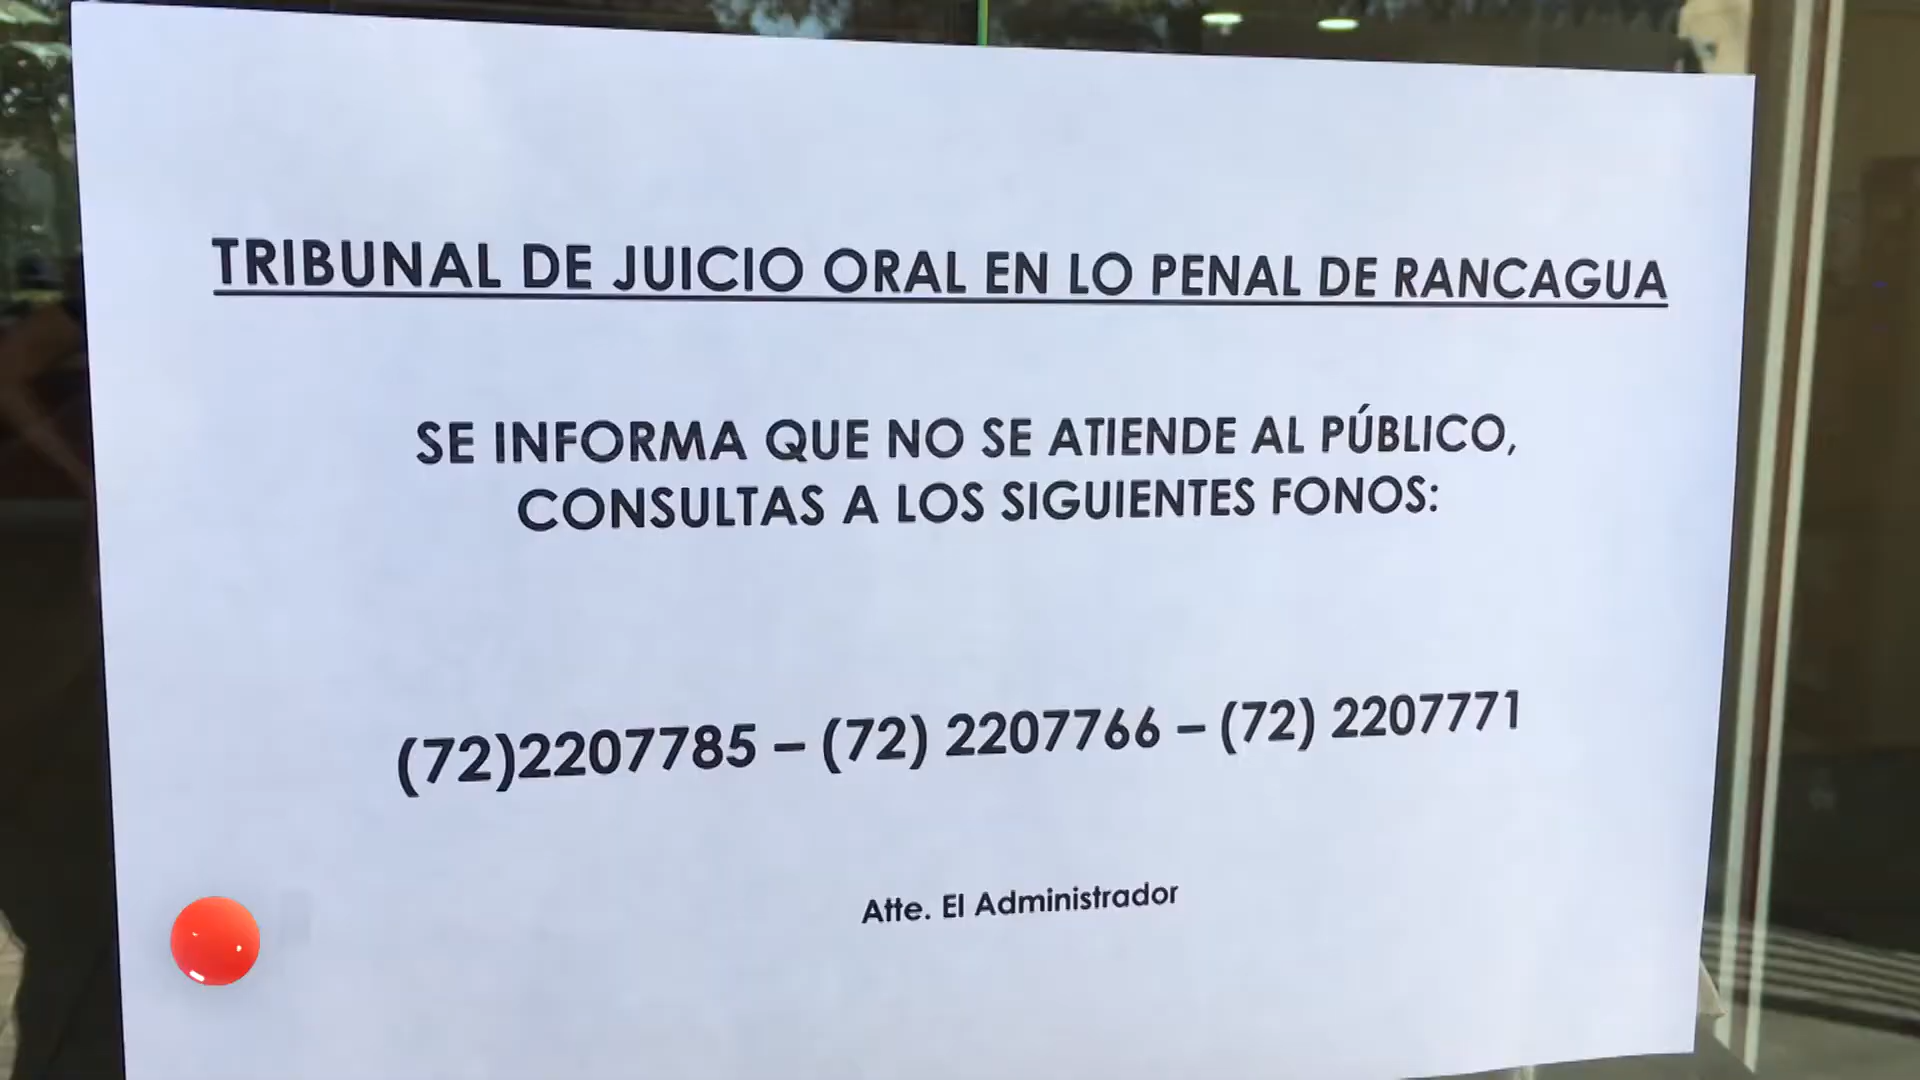 TRIBUNAL DE JUICIO ORAL EN LO PENAL DE RANCAGUA
SE INFORMA QUE NO SE ATIENDE AL PÚBLICO,
CONSULTAS A LOS SIGUIENTES FONOS:
(72)2207785 – (72) 2207766 – (72) 2207771
Atte. El Administrador